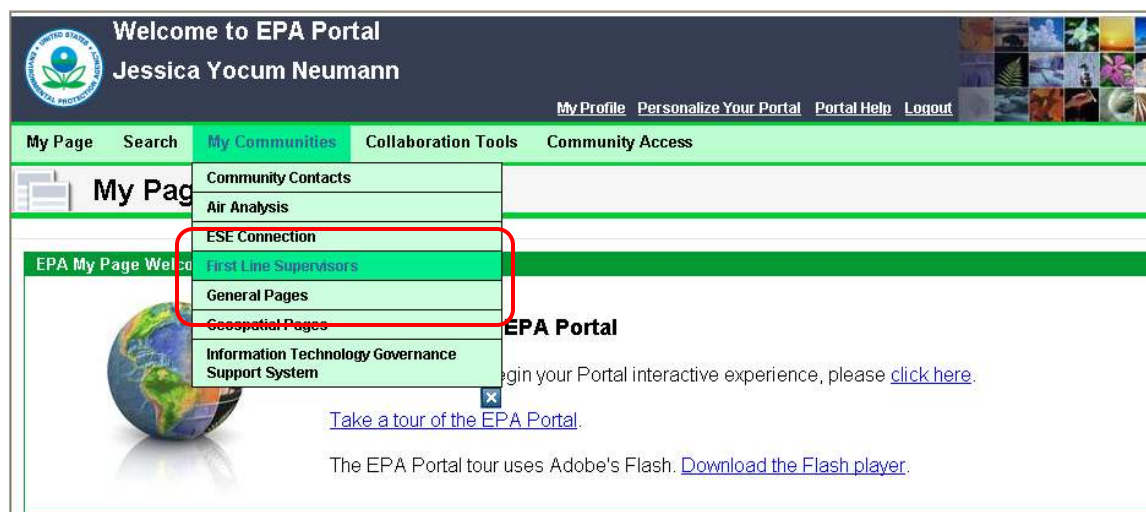 Welcome to EPA Portal
Jessica Yocum Neumann
My Profile Personalize Your Portal Portal Help Logout
My Page Search My Communities Collaboration Tools Community Access
My Pag
Community Contacts
Air Analysis
ESE Connection
EPA My Page Welco
First Line Supervisors
General Pages
Geospatial Pages
EPA Portal
Information Technology Governance
Support System
egin your Portal interactive experience, please click here.
Take a tour of the EPA Portal.
The EPA Portal tour uses Adobe's Flash. Download the Flash player.